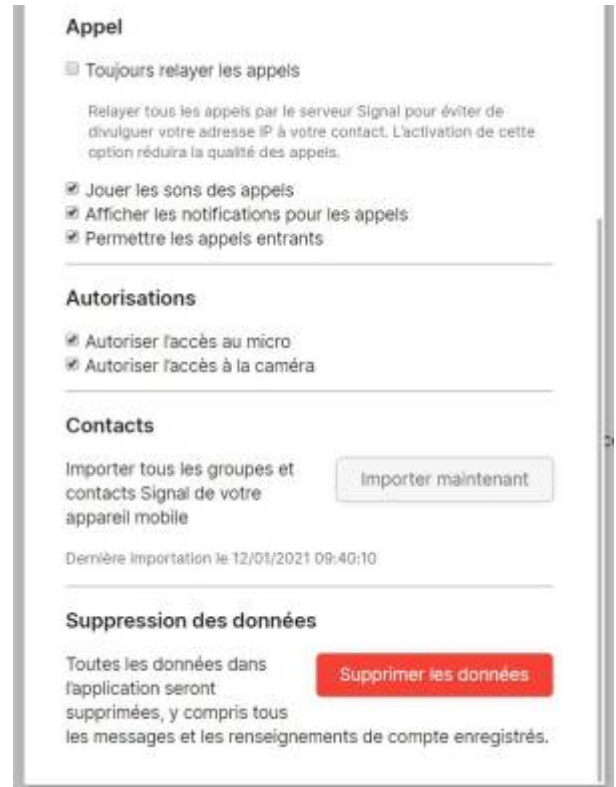 Appel
Toujours relayer les appels
Relayer tous les appels par le serveur Signal pour éviter de
divulguer votre adresse IP à votre contact. L'activation de cette
option réduira la qualité des appels.
Jouer les sons des appels
Afficher les notifications pour les appels
Permettre les appels entrants
Autorisations
Autoriser l'accès au micro
Autoriser l'accès à la caméra
Contacts
Importer tous les groupes et
contacts Signal de votre
appareil mobile
Importer maintenant
Dernière importation le 12/01/2021 09:40:10
Suppression des données
Toutes les données dans
l'application seront
supprimées, y compris tous
les messages et les renseignements de compte enregistrés.
Supprimer les données